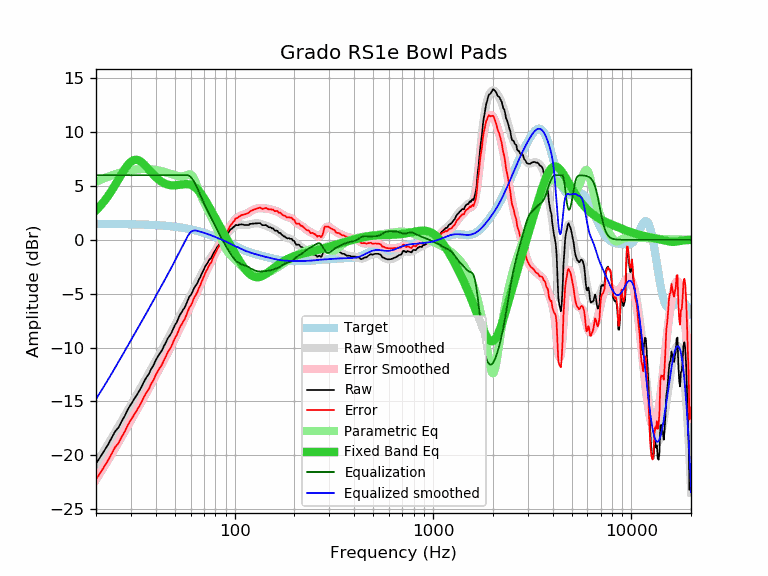 Grado RS1e Bowl Pads
15
10
5
0
−5
−10
−15
−20
−25
Amplitude (dBr)
Target
Raw Smoothed
Error Smoothed
Raw
Error
Parametric Eq
Fixed Band Eq
Equalization
Equalized smoothed
100
1000
10000
Frequency (Hz)